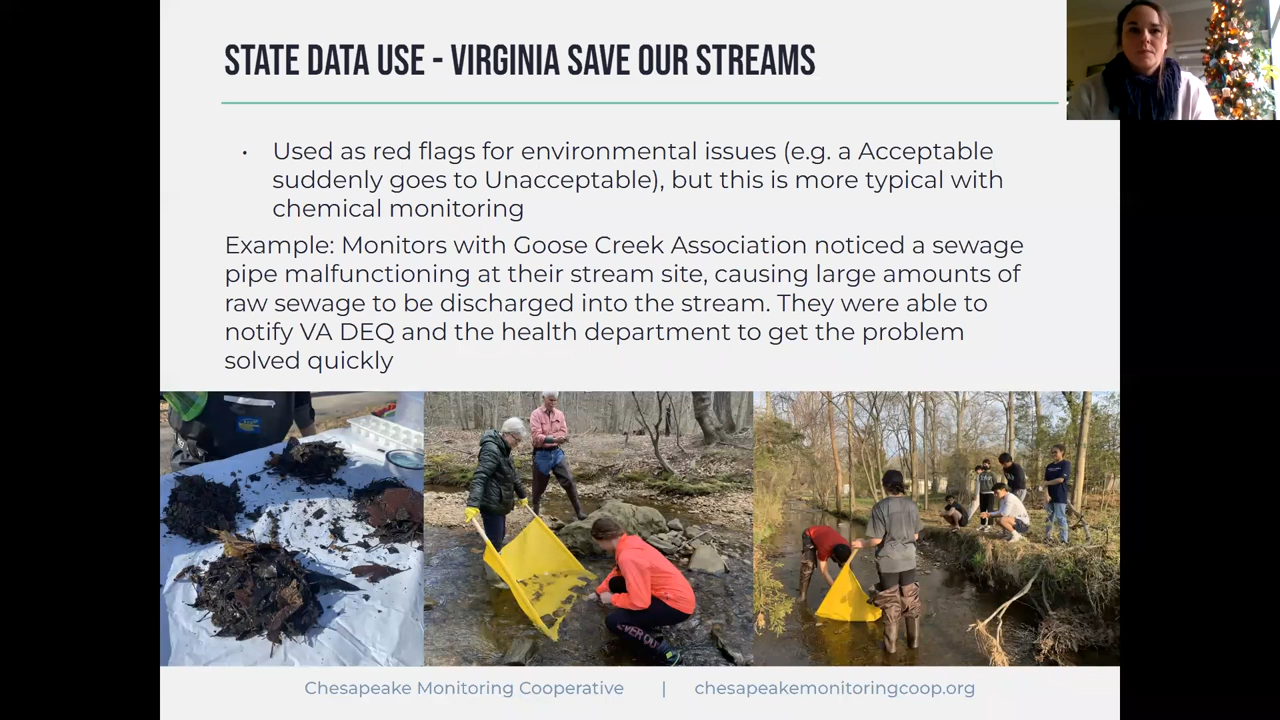 STATE DATA USE - VIRGINIA SAVE OUR STREAMS
• Used as red flags for environmental issues (e.g. a Acceptable
suddenly goes to Unacceptable), but this is more typical with
chemical monitoring
Example: Monitors with Goose Creek Association noticed a sewage
pipe malfunctioning at their stream site, causing large amounts of
raw sewage to be discharged into the stream. They were able to
notify VA DEQ and the health department to get the problem
solved quickly
Chesapeake Monitoring Cooperative | chesapeakemonitoringcoop.org